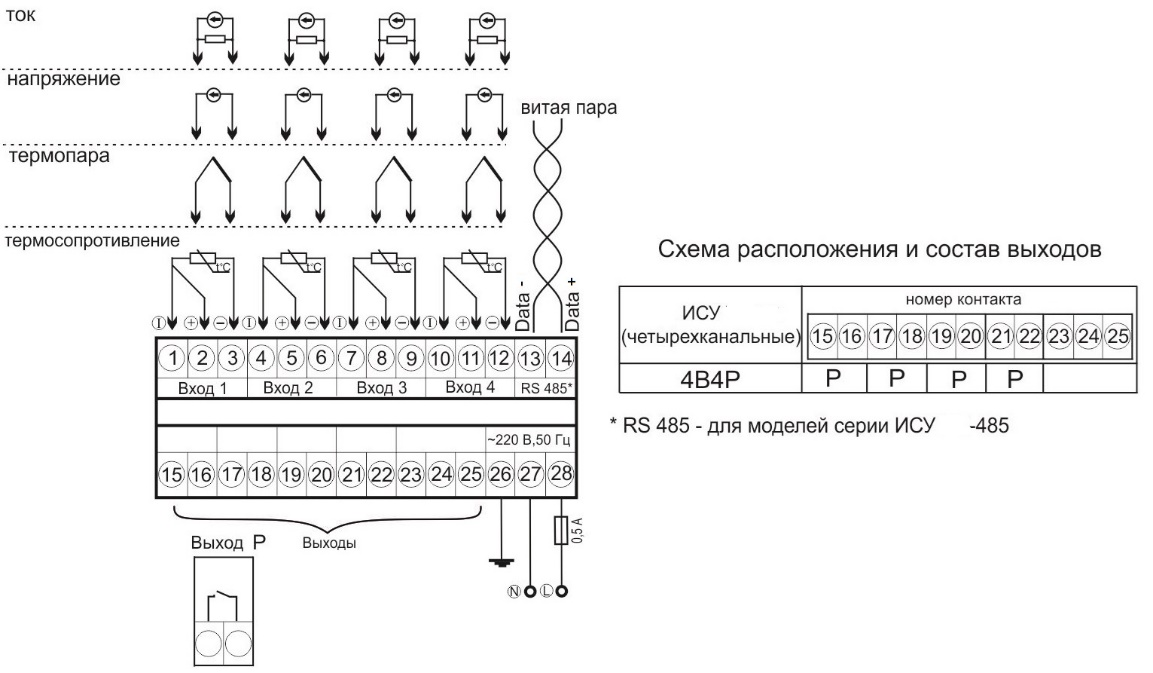 ток
напряжение
термопара
термосопротивление
витая пара
t°C t°C t°C t°C
I + − I + − I + − I + −
Data -
Data +
1 2 3 4 5 6 7 8 9 10 11 12 13 14
Вход 1 Вход 2 Вход 3 Вход 4 RS 485*
~220 В,50 Гц
15 16 17 18 19 20 21 22 23 24 25 26 27 28
0,5 А
Выход Р
Выходы
N L
Схема расположения и состав выходов
ИСУ
(четырехканальные)
номер контакта
15 16 17 18 19 20 21 22 23 24 25
4В4Р Р Р Р Р
* RS 485 - для моделей серии ИСУ -485